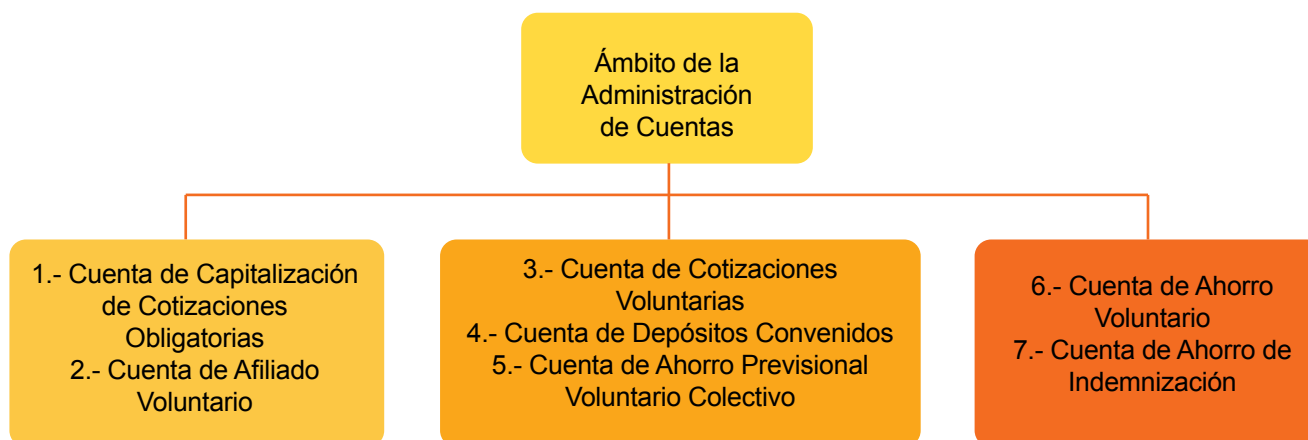 Ámbito de la
Administración
de Cuentas
1.- Cuenta de Capitalización
de Cotizaciones
Obligatorias
2.- Cuenta de Afiliado
Voluntario
3.- Cuenta de Cotizaciones
Voluntarias
4.- Cuenta de Depósitos Convenidos
5.- Cuenta de Ahorro Previsional
Voluntario Colectivo
6.- Cuenta de Ahorro
Voluntario
7.- Cuenta de Ahorro de
Indemnización